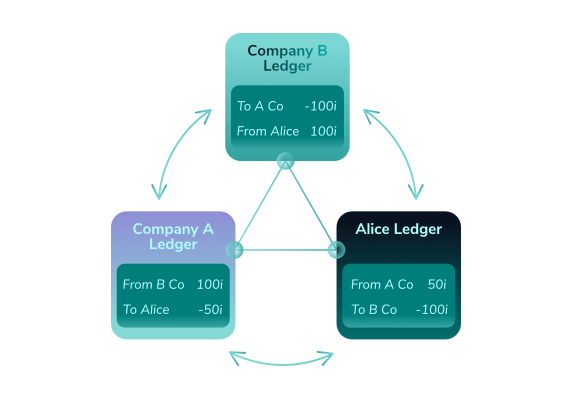 Company B
Ledger
To A Co -100i
From Alice 100i
Company A
Ledger
From B Co 100i
To Alice -50i
Alice Ledger
From A Co 50i
To B Co -100i